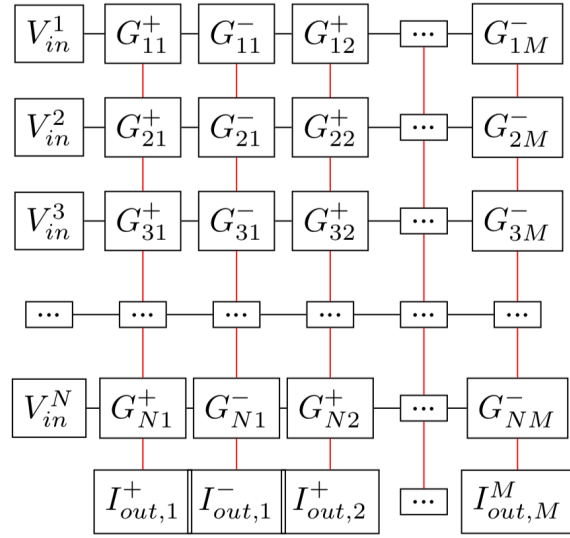 V_{in}^{1} G_{11}^{+} G_{11}^{-} G_{12}^{+} ... G_{1M}^{-}
V_{in}^{2} G_{21}^{+} G_{21}^{-} G_{22}^{+} ... G_{2M}^{-}
V_{in}^{3} G_{31}^{+} G_{31}^{-} G_{32}^{+} ... G_{3M}^{-}
... ... ... ... ... ...
V_{in}^{N} G_{N1}^{+} G_{N1}^{-} G_{N2}^{+} ... G_{NM}^{-}
I_{out,1}^{+} I_{out,1}^{-} I_{out,2}^{+} ... I_{out,M}^{M}